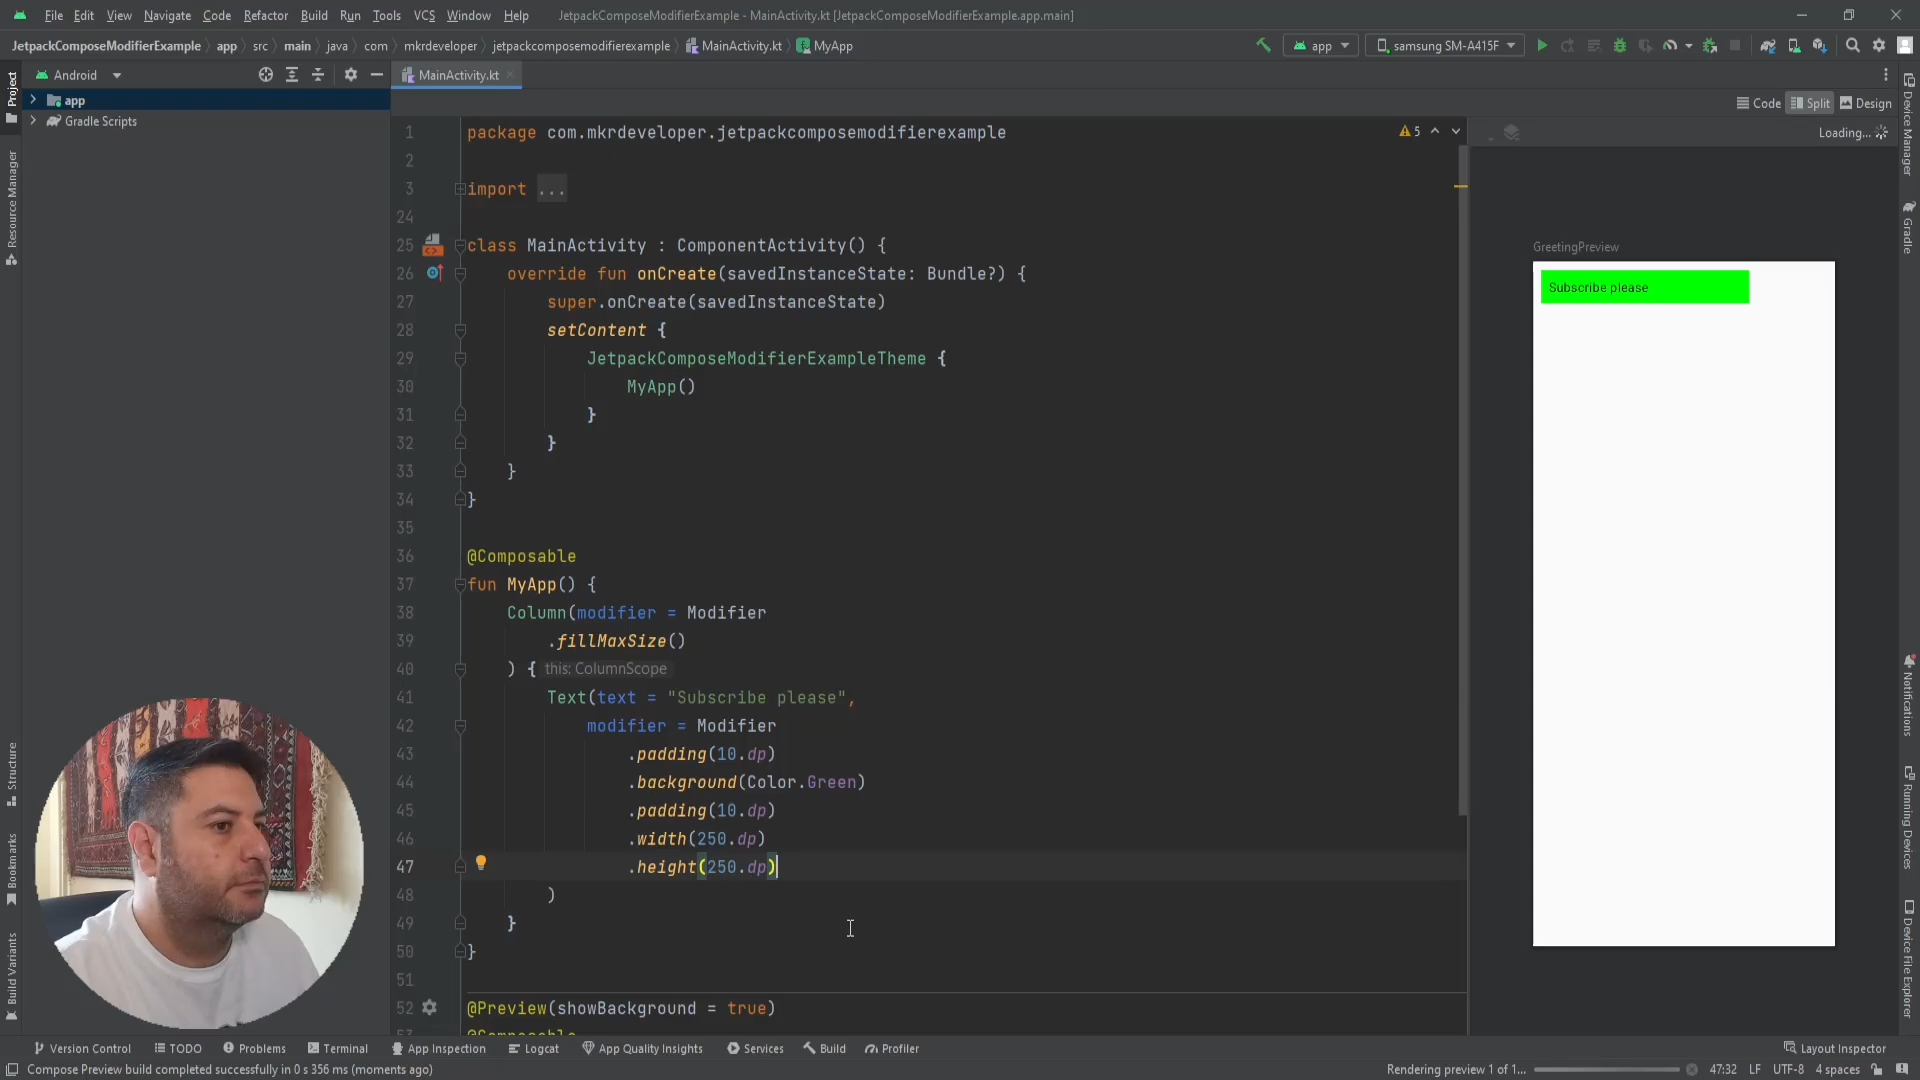 File Edit View Navigate Code Refactor Build Run Tools VCS Window Help JetpackComposeModifierExample - MainActivity.kt [JetpackComposeModifierExample.app.main]
JetpackComposeModifierExample app src main java com mkrdeveloper jetpackcomposemodifierexample MainActivity.kt MyApp app samsung SM-A415F
Project Android MainActivity.kt Device Manager
app Code Split Design
Gradle Scripts
Resource Manager
Loading...
5
1 package com.mkrdeveloper.jetpackcomposemodifierexample
2
3 import ...
24
25 class MainActivity : ComponentActivity() {
26 override fun onCreate(savedInstanceState: Bundle?) {
27 super.onCreate(savedInstanceState)
28 setContent {
29 JetpackComposeModifierExampleTheme {
30 MyApp()
31 }
32 }
33 }
34 }
35
36 @Composable
37 fun MyApp() {
38 Column(modifier = Modifier
39 .fillMaxSize()
40 ) { this: ColumnScope
41 Text(text = "Subscribe please",
42 modifier = Modifier
43 .padding(10.dp)
44 .background(Color.Green)
45 .padding(10.dp)
46 .width(250.dp)
47 .height(250.dp)
48 )
49 }
50 }
51
52 @Preview(showBackground = true)
53 @Composable
GreetingPreview
Subscribe please
Gradle
Notifications
Running Devices
Device File Explorer
Structure
Bookmarks
Build Variants
Version Control TODO Problems Terminal App Inspection Logcat App Quality Insights Services Build Profiler Layout Inspector
Compose Preview build completed successfully in 0 s 356 ms (moments ago) Rendering preview 1 of 1... 47:32 LF UTF-8 4 spaces